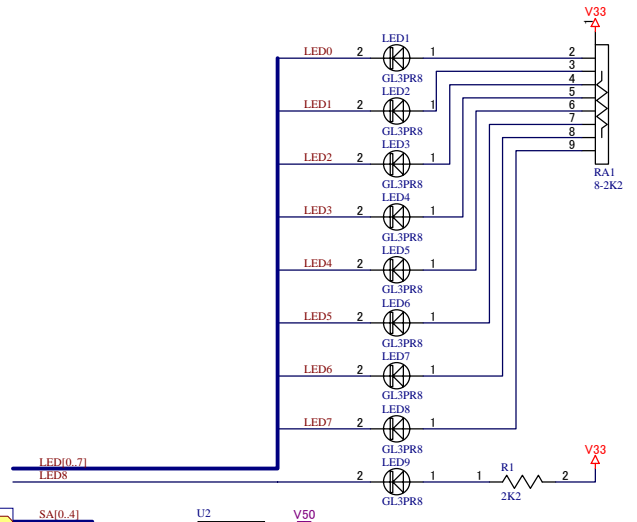 V33
1
LED1
LED0 2 1 2
GL3PR8
3
LED2
4
LED1 2 1 5
GL3PR8
6
LED3
7
LED2 2 1 8
GL3PR8
9
RA1
8-2K2
LED4
LED3 2 1
GL3PR8
LED5
LED4 2 1
GL3PR8
LED6
LED5 2 1
GL3PR8
LED7
LED6 2 1
GL3PR8
LED8
LED7 2 1
GL3PR8
V33
LED[0..7]
LED9
R1
LED8 2 1 1 2
GL3PR8
2K2
SA[0..4]
U2
V50